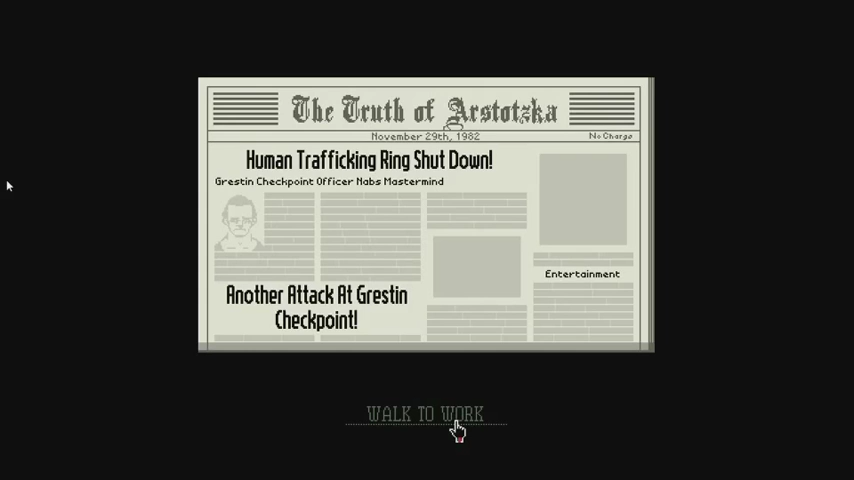 The Truth of Arstotzka
November 29th, 1982
No Charge
Human Trafficking Ring Shut Down!
Grestin Checkpoint Officer Nabs Mastermind
Another Attack At Grestin
Checkpoint!
Entertainment
WALK TO WORK